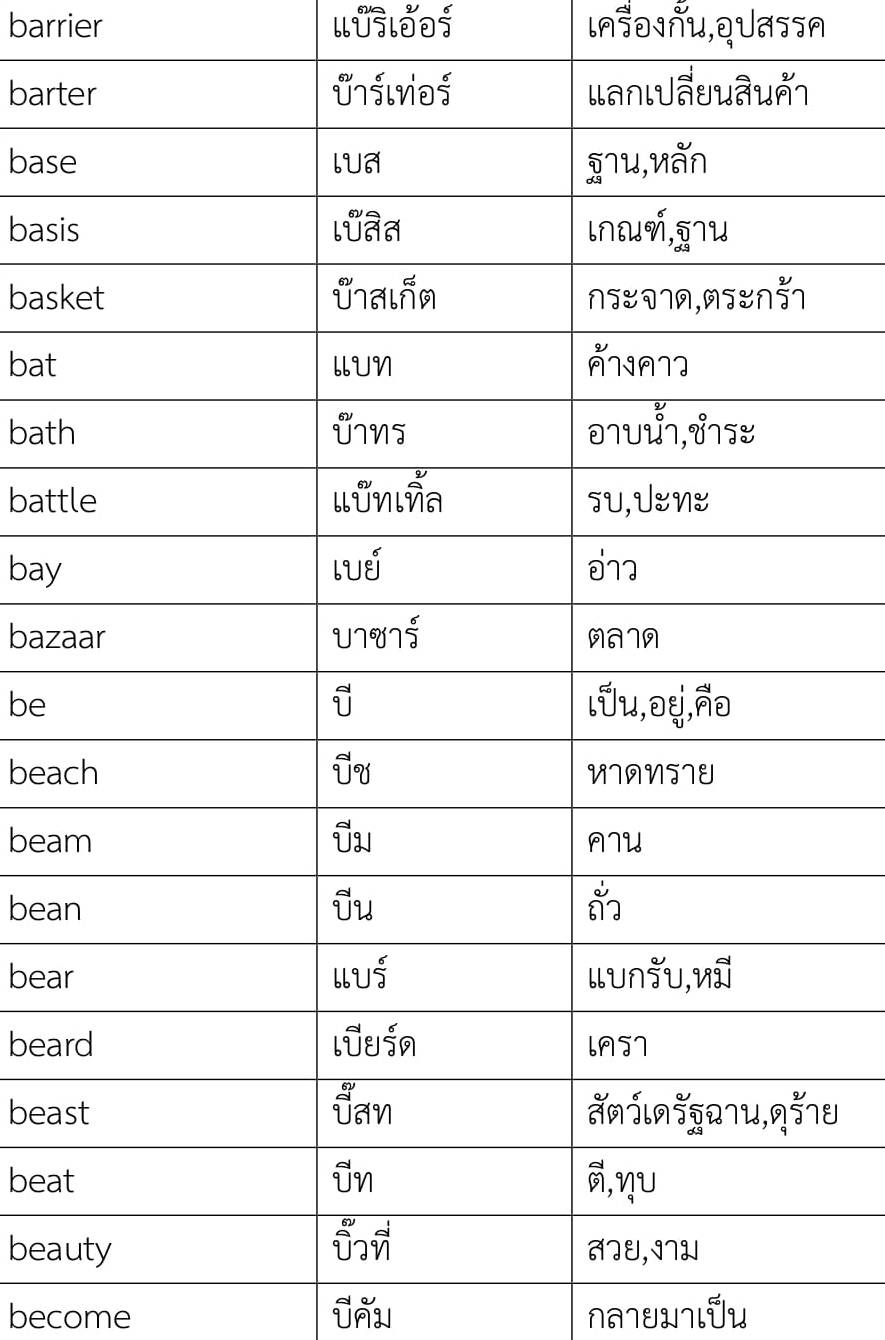 barrier แบ๊ริเอ้อร์ เครื่องกั้น,อุปสรรค
barter บ๊าร์เท่อร์ แลกเปลี่ยนสินค้า
base เบส ฐาน,หลัก
basis เบ๊สิส เกณฑ์,ฐาน
basket บ๊าสเก็ต กระจาด,ตระกร้า
bat แบท ค้างคาว
bath บ๊าทร อาบน้ำ,ชำระ
battle แบ๊ทเทิ้ล รบ,ปะทะ
bay เบย์ อ่าว
bazaar บาซาร์ ตลาด
be บี เป็น,อยู่,คือ
beach บีช หาดทราย
beam บีม คาน
bean บีน ถั่ว
bear แบร์ แบกรับ,หมี
beard เบียร์ด เครา
beast บี๊สท สัตว์เดรัฐฉาน,ดุร้าย
beat บีท ตี,ทุบ
beauty บิ๊วที่ สวย,งาม
become บีคัม กลายมาเป็น